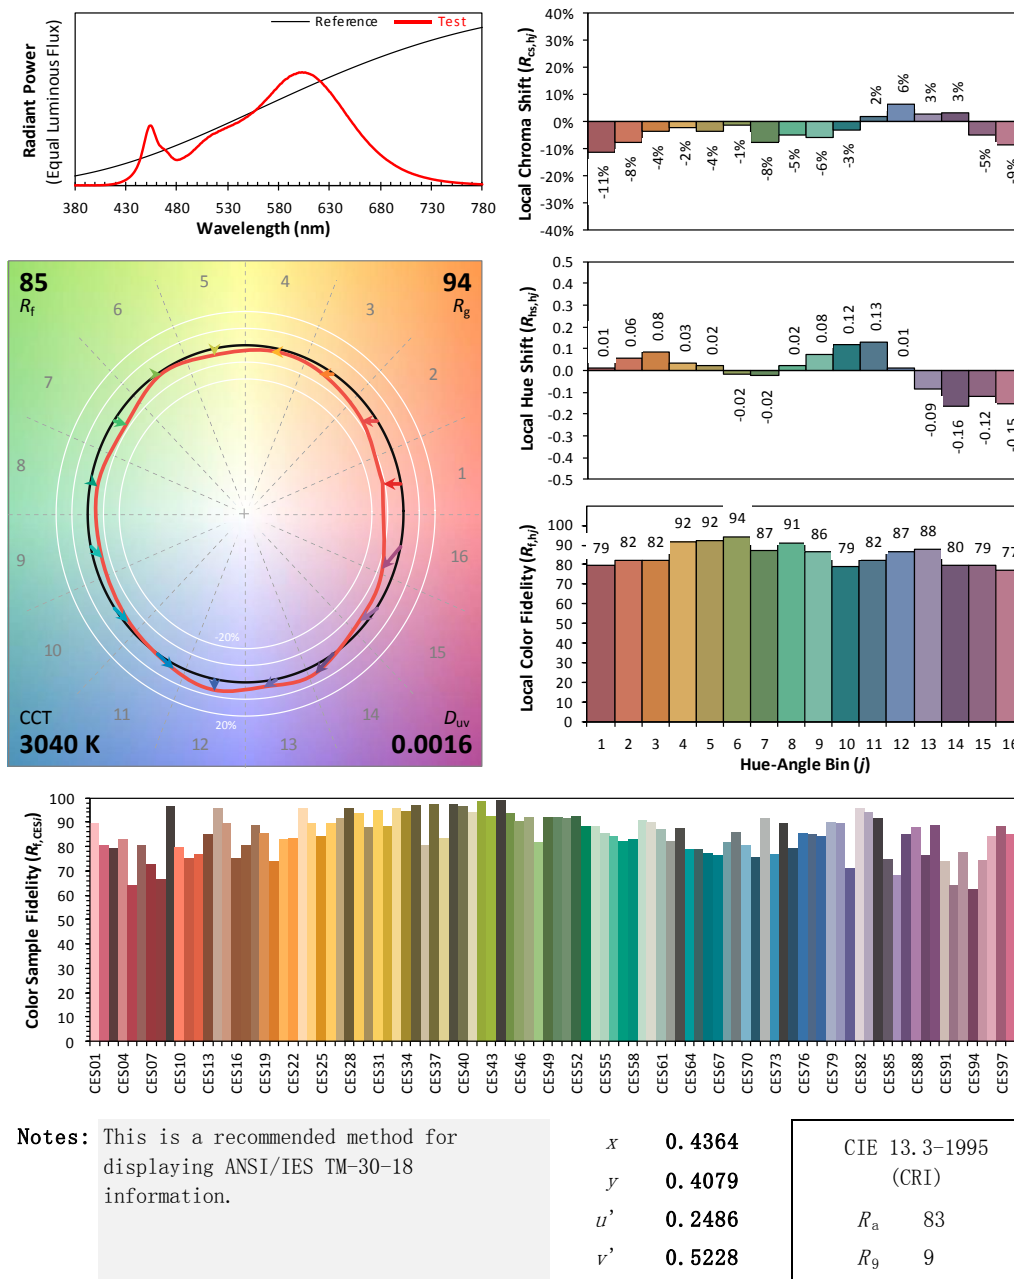 Reference Test
Radiant Power
(Equal Luminous Flux)
380 430 480 530 580 630 680 730 780
Wavelength (nm)
Local Chroma Shift (Rcs,hj)
40%
30%
20%
10%
0%
-10%
-20%
-30%
-40%
-11% -8% -4% -2% -4% -1% -8% -5% -6% -3% 2% 6% 3% 3% -5% -9%
85
Rf
94
Rg
5 4
6 3
7 2
8 1
9 16
10 15
11 14
12 13
-20%
20%
CCT
3040 K
Duv
0.0016
Local Hue Shift (Rhs,hj)
0.5
0.4
0.3
0.2
0.1
0.0
-0.1
-0.2
-0.3
-0.4
-0.5
0.01 0.06 0.08 0.03 0.02 -0.02 -0.02 0.02 0.08 0.12 0.13 0.01 -0.09 -0.16 -0.12 -0.15
Local Color Fidelity (Rf,hj)
100
90
80
70
60
50
40
30
20
10
0
79 82 82 92 92 94 87 91 86 79 82 87 88 80 79 77
1 2 3 4 5 6 7 8 9 10 11 12 13 14 15 16
Hue-Angle Bin (j)
Color Sample Fidelity (Rf,CESi)
100
90
80
70
60
50
40
30
20
10
0
CES01 CES04 CES07 CES10 CES13 CES16 CES19 CES22 CES25 CES28 CES31 CES34 CES37 CES40 CES43 CES46 CES49 CES52 CES55 CES58 CES61 CES64 CES67 CES70 CES73 CES76 CES79 CES82 CES85 CES88 CES91 CES94 CES97
Notes: This is a recommended method for
displaying ANSI/IES TM-30-18
information.
x 0.4364
y 0.4079
u' 0.2486
v' 0.5228
CIE 13.3-1995
(CRI)
Ra 83
R9 9